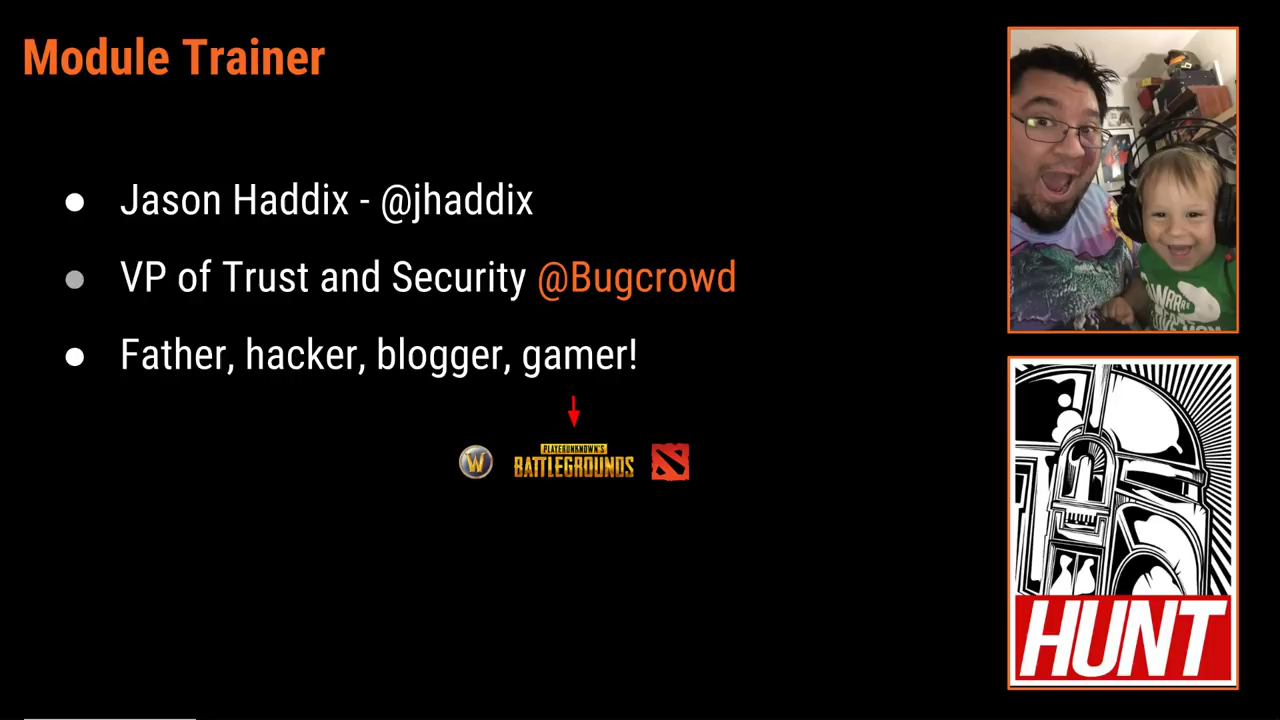 Module Trainer
Jason Haddix - @jhaddix
VP of Trust and Security @Bugcrowd
Father, hacker, blogger, gamer!
W
PLAYERUNKNOWN'S
BATTLEGROUNDS
HUNT